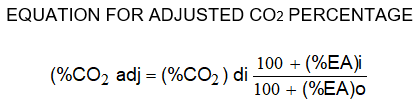 EQUATION FOR ADJUSTED CO2 PERCENTAGE
(%CO₂ adj = (%CO₂ ) di 100 + (%EA)i
100 + (%EA)o